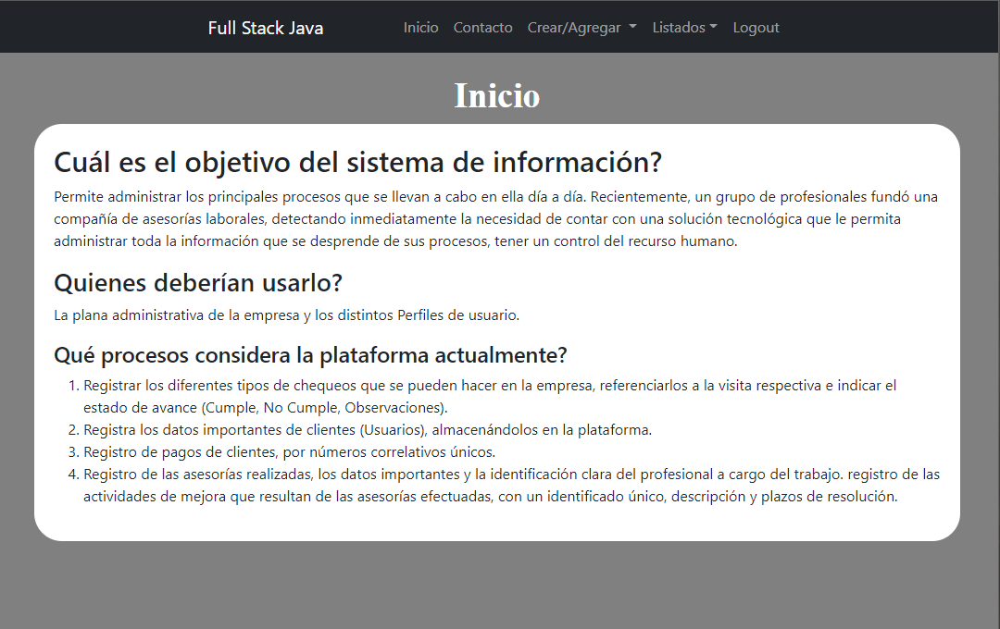 Full Stack Java Inicio Contacto Crear/Agregar Listados Logout
Inicio
Cuál es el objetivo del sistema de información?
Permite administrar los principales procesos que se llevan a cabo en ella día a día. Recientemente, un grupo de profesionales fundó una
compañía de asesorías laborales, detectando inmediatamente la necesidad de contar con una solución tecnológica que le permita
administrar toda la información que se desprende de sus procesos, tener un control del recurso humano.
Quienes deberían usarlo?
La plana administrativa de la empresa y los distintos Perfiles de usuario.
Qué procesos considera la plataforma actualmente?
1. Registrar los diferentes tipos de chequeos que se pueden hacer en la empresa, referenciarlos a la visita respectiva e indicar el
estado de avance (Cumple, No Cumple, Observaciones).
2. Registra los datos importantes de clientes (Usuarios), almacenándolos en la plataforma.
3. Registro de pagos de clientes, por números correlativos únicos.
4. Registro de las asesorías realizadas, los datos importantes y la identificación clara del profesional a cargo del trabajo. registro de las
actividades de mejora que resultan de las asesorías efectuadas, con un identificado único, descripción y plazos de resolución.